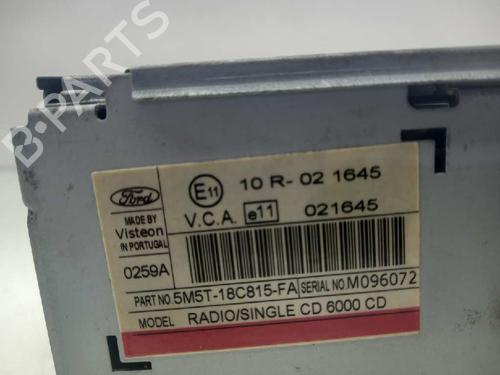 Ford
MADE BY
Visteon
IN PORTUGAL
0259A
E11
10 R- 02 1645
V.C.A. e11 021645
PART NO. 5M5T-18C815-FA SERIAL NO. M096072
MODEL RADIO/SINGLE CD 6000 CD
B-PARTS